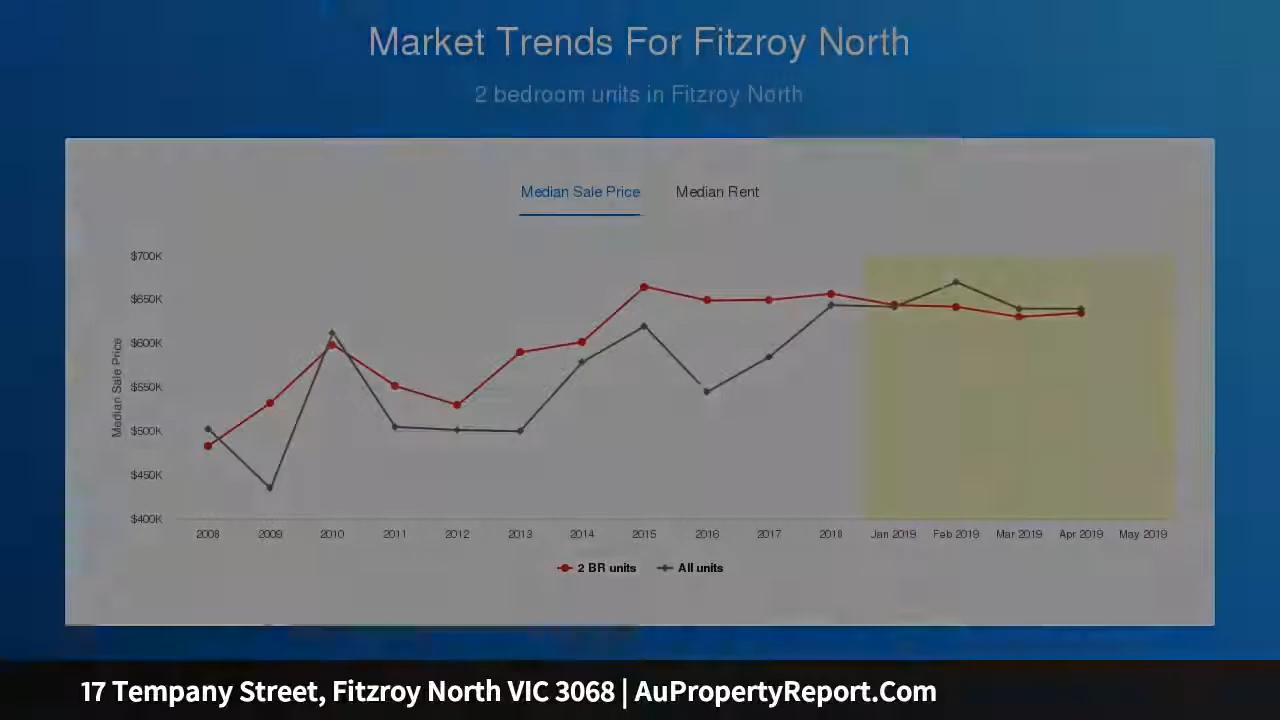 Market Trends For Fitzroy North
2 bedroom units in Fitzroy North
Median Sale Price Median Rent
$700K
$650K
$600K
$550K
$500K
$450K
$400K
Median Sale Price
2008 2009 2010 2011 2012 2013 2014 2015 2016 2017 2018 Jan 2019 Feb 2019 Mar 2019 Apr 2019 May 2019
2 BR units All units
17 Tempany Street, Fitzroy North VIC 3068 | AuPropertyReport.Com